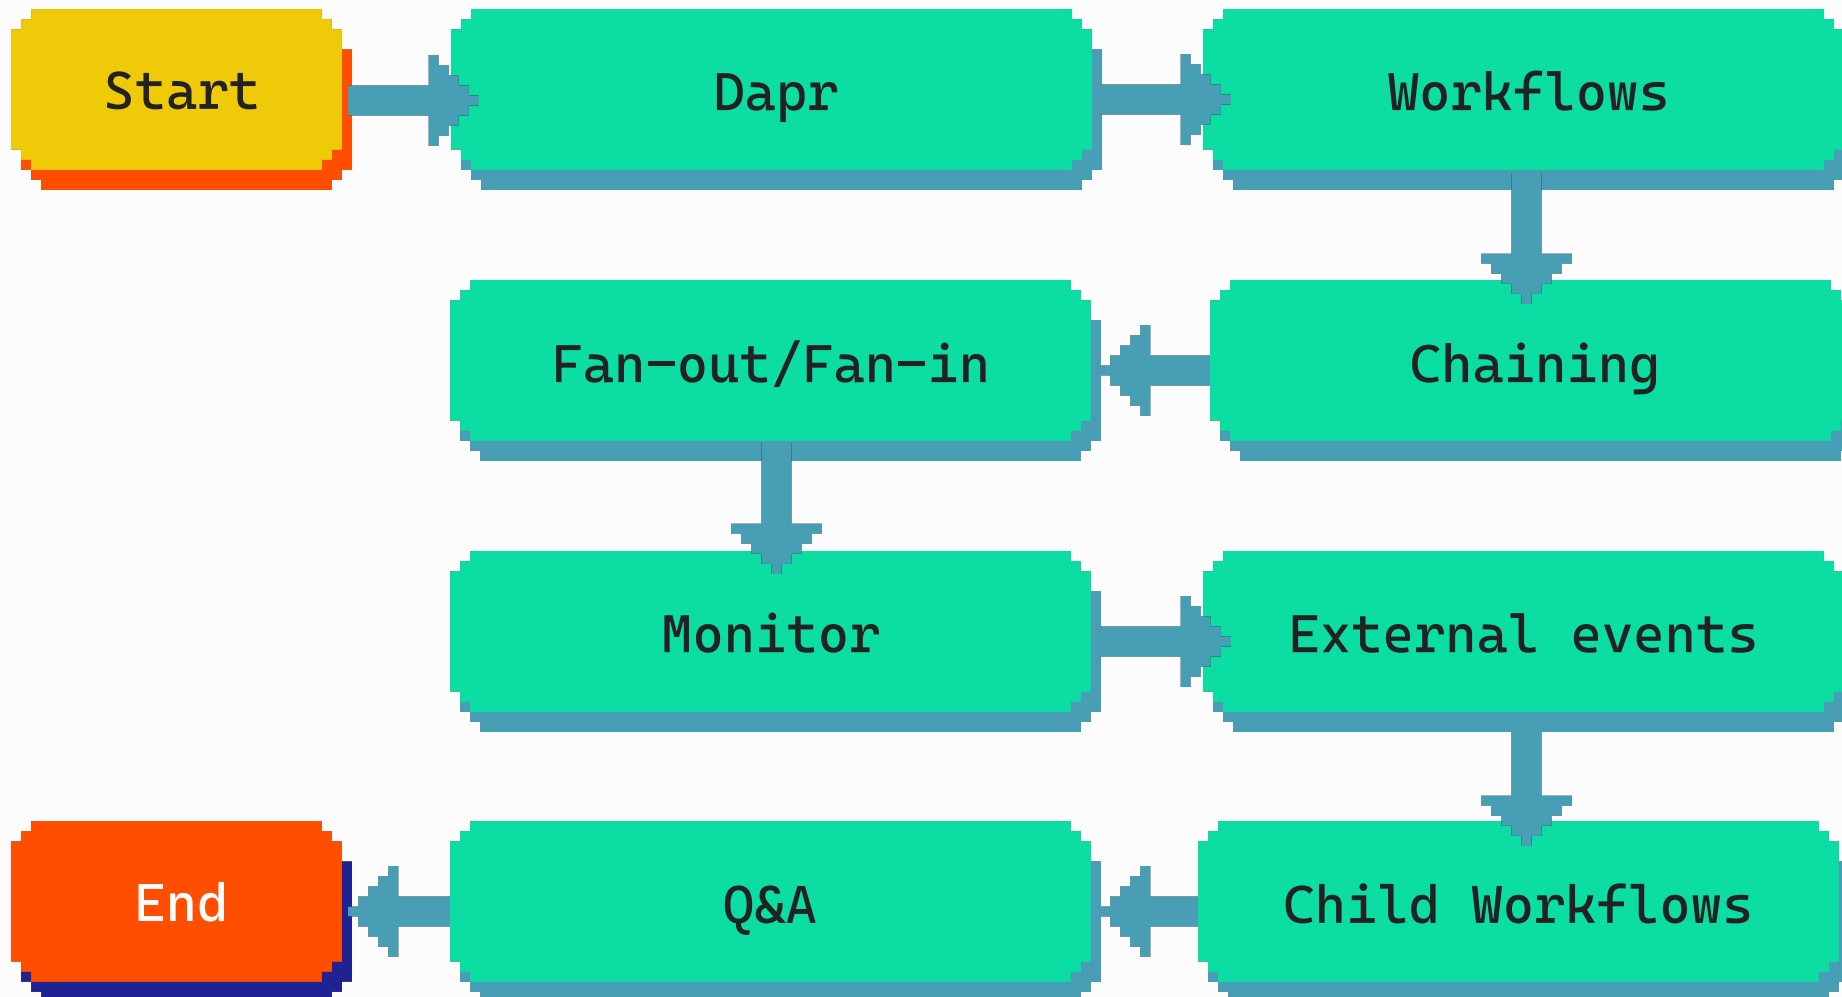 Start
Dapr
Workflows
Fan-out/Fan-in
Chaining
Monitor
External events
End
Q&A
Child Workflows